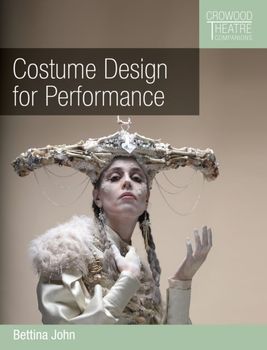 CROWOOD
THEATRE
COMPANIONS
Costume Design
for Performance
Bettina John